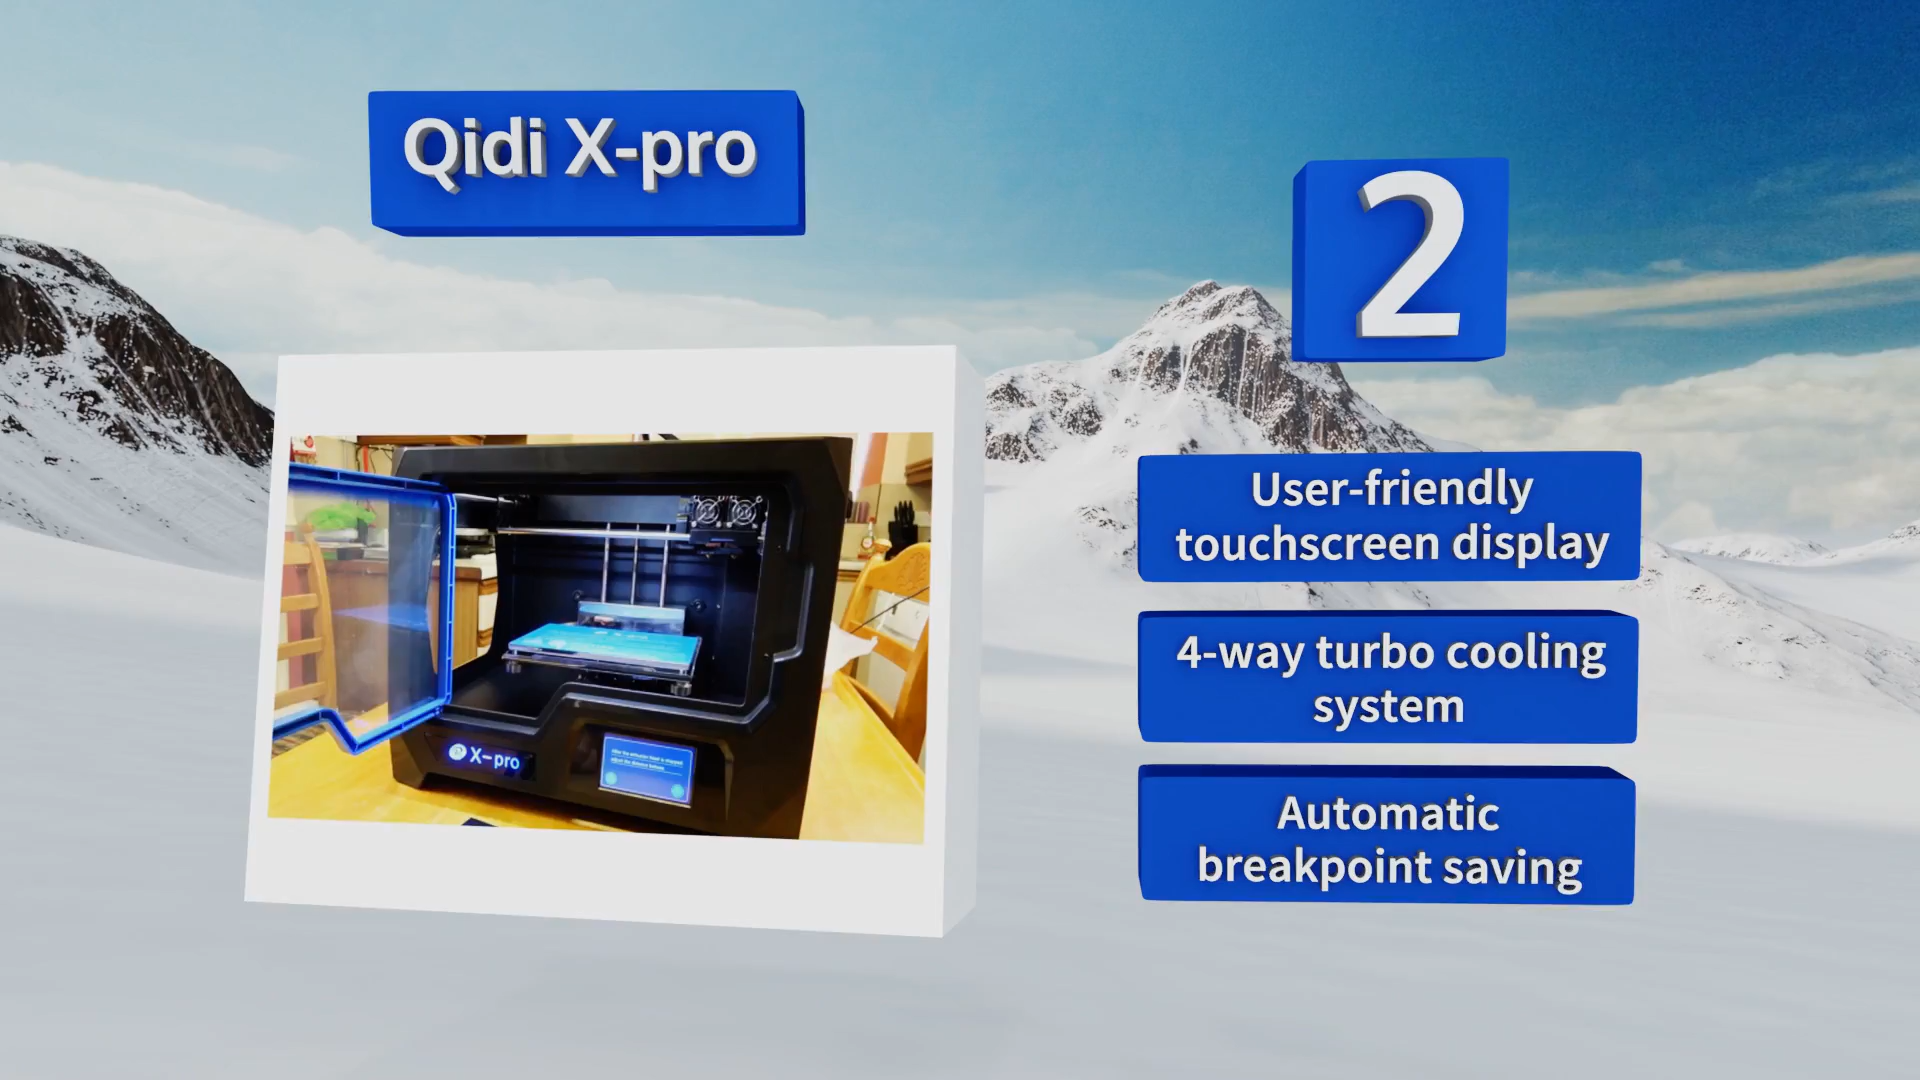 Qidi X-pro
2
User-friendly
touchscreen display
4-way turbo cooling
system
Automatic
breakpoint saving
X-pro